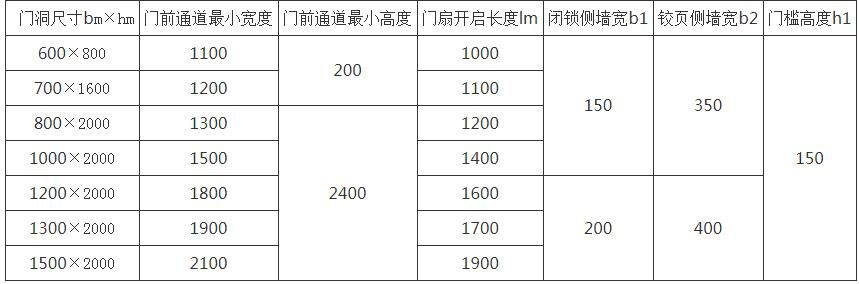 门洞尺寸bm×hm 门前通道最小宽度 门前通道最小高度 门扇开启长度lm 闭锁侧墙宽b1 铰页侧墙宽b2 门槛高度h1
600×800 1100 200 1000 150 350 150
700×1600 1200 1100
800×2000 1300 2400 1200
1000×2000 1500 1400
1200×2000 1800 1600 200 400
1300×2000 1900 1700
1500×2000 2100 1900